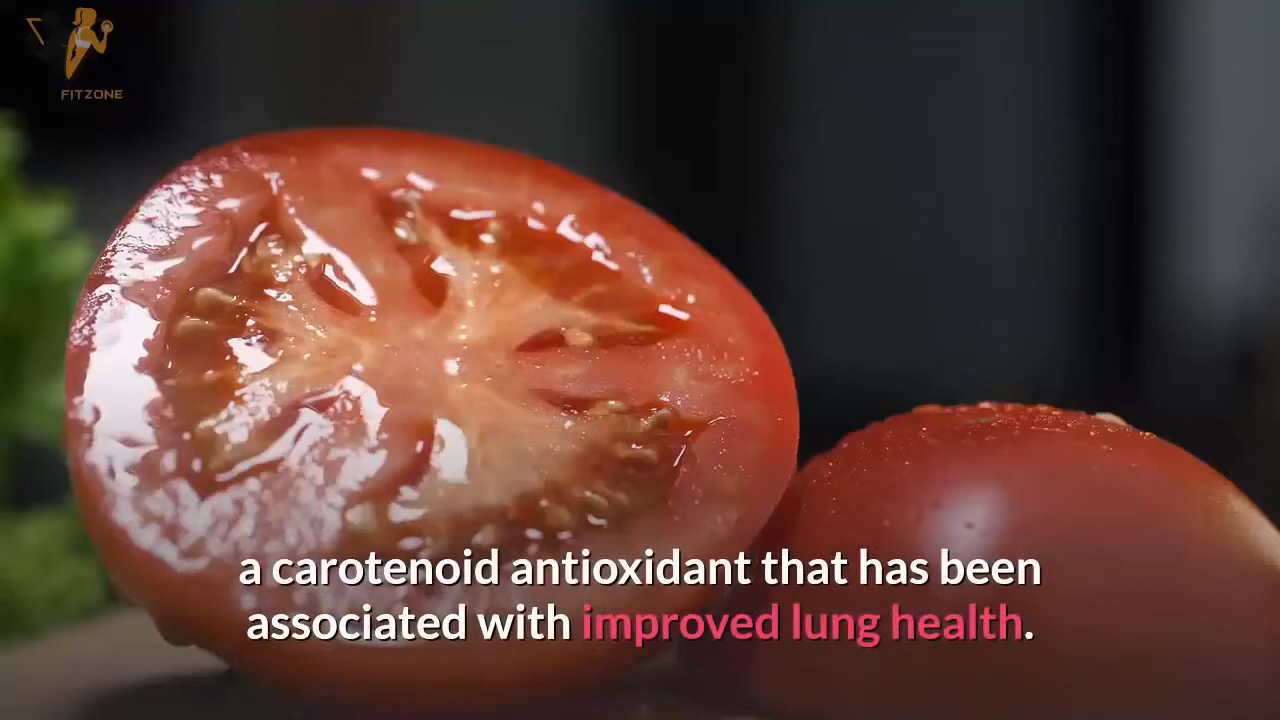 FITZONE
a carotenoid antioxidant that has been
associated with improved lung health.